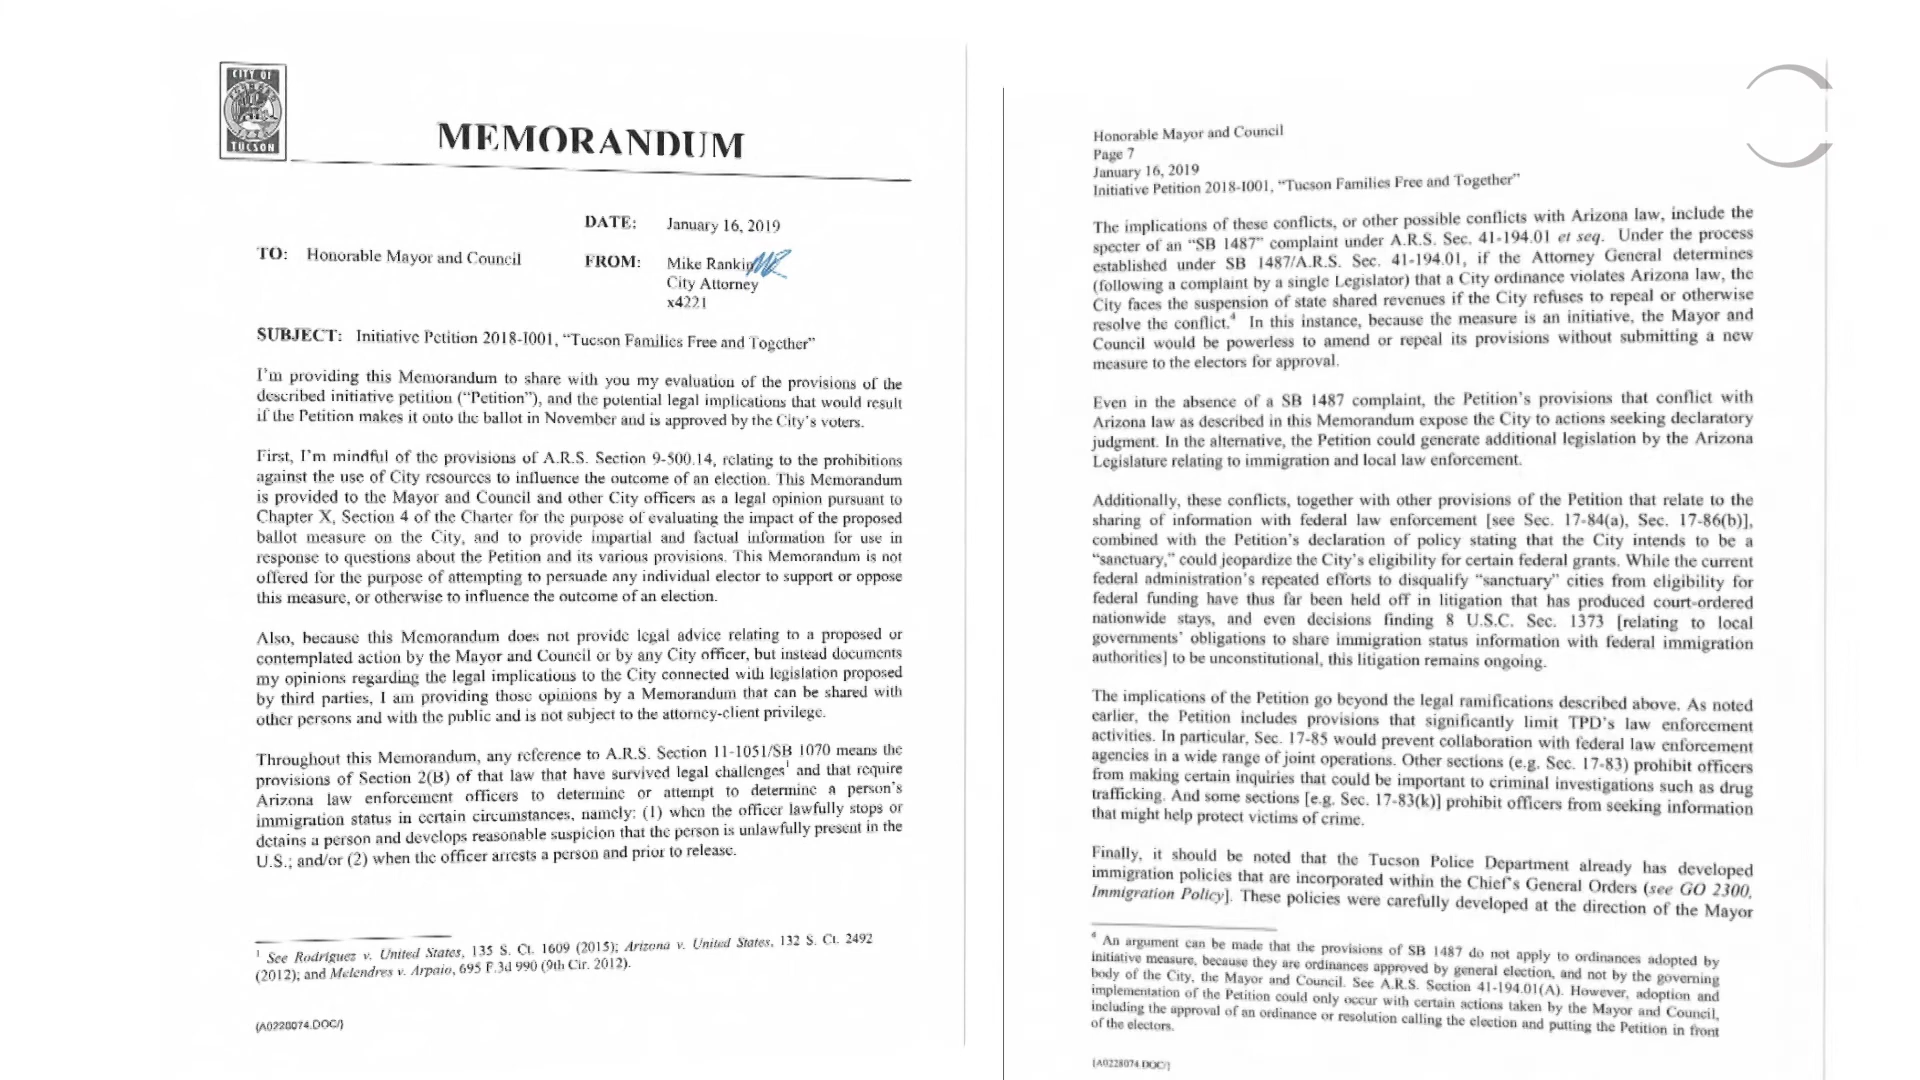 CITY OF
TUCSON
MEMORANDUM
DATE: January 16, 2019
TO: Honorable Mayor and Council
FROM: Mike Rankin
City Attorney
x4221
SUBJECT: Initiative Petition 2018-I001, “Tucson Families Free and Together”
I’m providing this Memorandum to share with you my evaluation of the provisions of the
described initiative petition (“Petition”), and the potential legal implications that would result
if the Petition makes it onto the ballot in November and is approved by the City’s voters.
First, I’m mindful of the provisions of A.R.S. Section 9-500.14, relating to the prohibitions
against the use of City resources to influence the outcome of an election. This Memorandum
is provided to the Mayor and Council and other City officers as a legal opinion pursuant to
Chapter X, Section 4 of the Charter for the purpose of evaluating the impact of the proposed
ballot measure on the City, and to provide impartial and factual information for use in
response to questions about the Petition and its various provisions. This Memorandum is not
offered for the purpose of attempting to persuade any individual elector to support or oppose
this measure, or otherwise to influence the outcome of an election.
Also, because this Memorandum does not provide legal advice relating to a proposed or
contemplated action by the Mayor and Council or by any City officer, but instead documents
my opinions regarding the legal implications to the City connected with legislation proposed
by third parties, I am providing those opinions by a Memorandum that can be shared with
other persons and with the public and is not subject to the attorney-client privilege.
Throughout this Memorandum, any reference to A.R.S. Section 11-1051/SB 1070 means the
provisions of Section 2(B) of that law that have survived legal challenges¹ and that require
Arizona law enforcement officers to determine or attempt to determine a person’s
immigration status in certain circumstances, namely: (1) when the officer lawfully stops or
detains a person and develops reasonable suspicion that the person is unlawfully present in the
U.S.; and/or (2) when the officer arrests a person and prior to release.
¹ See Rodriguez v. United States, 135 S. Ct. 1609 (2015); Arizona v. United States, 132 S. Ct. 2492
(2012); and Melendres v. Arpaio, 695 F.3d 990 (9th Cir. 2012).
{A0228074.DOC/}
Honorable Mayor and Council
Page 7
January 16, 2019
Initiative Petition 2018-I001, “Tucson Families Free and Together”
The implications of these conflicts, or other possible conflicts with Arizona law, include the
specter of an “SB 1487” complaint under A.R.S. Sec. 41-194.01 et seq. Under the process
established under SB 1487/A.R.S. Sec. 41-194.01, if the Attorney General determines
(following a complaint by a single Legislator) that a City ordinance violates Arizona law, the
City faces the suspension of state shared revenues if the City refuses to repeal or otherwise
resolve the conflict.⁴ In this instance, because the measure is an initiative, the Mayor and
Council would be powerless to amend or repeal its provisions without submitting a new
measure to the electors for approval.
Even in the absence of a SB 1487 complaint, the Petition’s provisions that conflict with
Arizona law as described in this Memorandum expose the City to actions seeking declaratory
judgment. In the alternative, the Petition could generate additional legislation by the Arizona
Legislature relating to immigration and local law enforcement.
Additionally, these conflicts, together with other provisions of the Petition that relate to the
sharing of information with federal law enforcement [see Sec. 17-84(a), Sec. 17-86(b)],
combined with the Petition’s declaration of policy stating that the City intends to be a
“sanctuary,” could jeopardize the City’s eligibility for certain federal grants. While the current
federal administration’s repeated efforts to disqualify “sanctuary” cities from eligibility for
federal funding have thus far been held off in litigation that has produced court-ordered
nationwide stays, and even decisions finding 8 U.S.C. Sec. 1373 [relating to local
governments’ obligations to share immigration status information with federal immigration
authorities] to be unconstitutional, this litigation remains ongoing.
The implications of the Petition go beyond the legal ramifications described above. As noted
earlier, the Petition includes provisions that significantly limit TPD’s law enforcement
activities. In particular, Sec. 17-85 would prevent collaboration with federal law enforcement
agencies in a wide range of joint operations. Other sections (e.g. Sec. 17-83) prohibit officers
from making certain inquiries that could be important to criminal investigations such as drug
trafficking. And some sections [e.g. Sec. 17-83(k)] prohibit officers from seeking information
that might help protect victims of crime.
Finally, it should be noted that the Tucson Police Department already has developed
immigration policies that are incorporated within the Chief’s General Orders (see GO 2300,
Immigration Policy]. These policies were carefully developed at the direction of the Mayor
⁴ An argument can be made that the provisions of SB 1487 do not apply to ordinances adopted by
initiative measure, because they are ordinances approved by general election, and not by the governing
body of the City, the Mayor and Council. See A.R.S. Section 41-194.01(A). However, adoption and
implementation of the Petition could only occur with certain actions taken by the Mayor and Council,
including the approval of an ordinance or resolution calling the election and putting the Petition in front
of the electors.
{A0228074.DOC/}